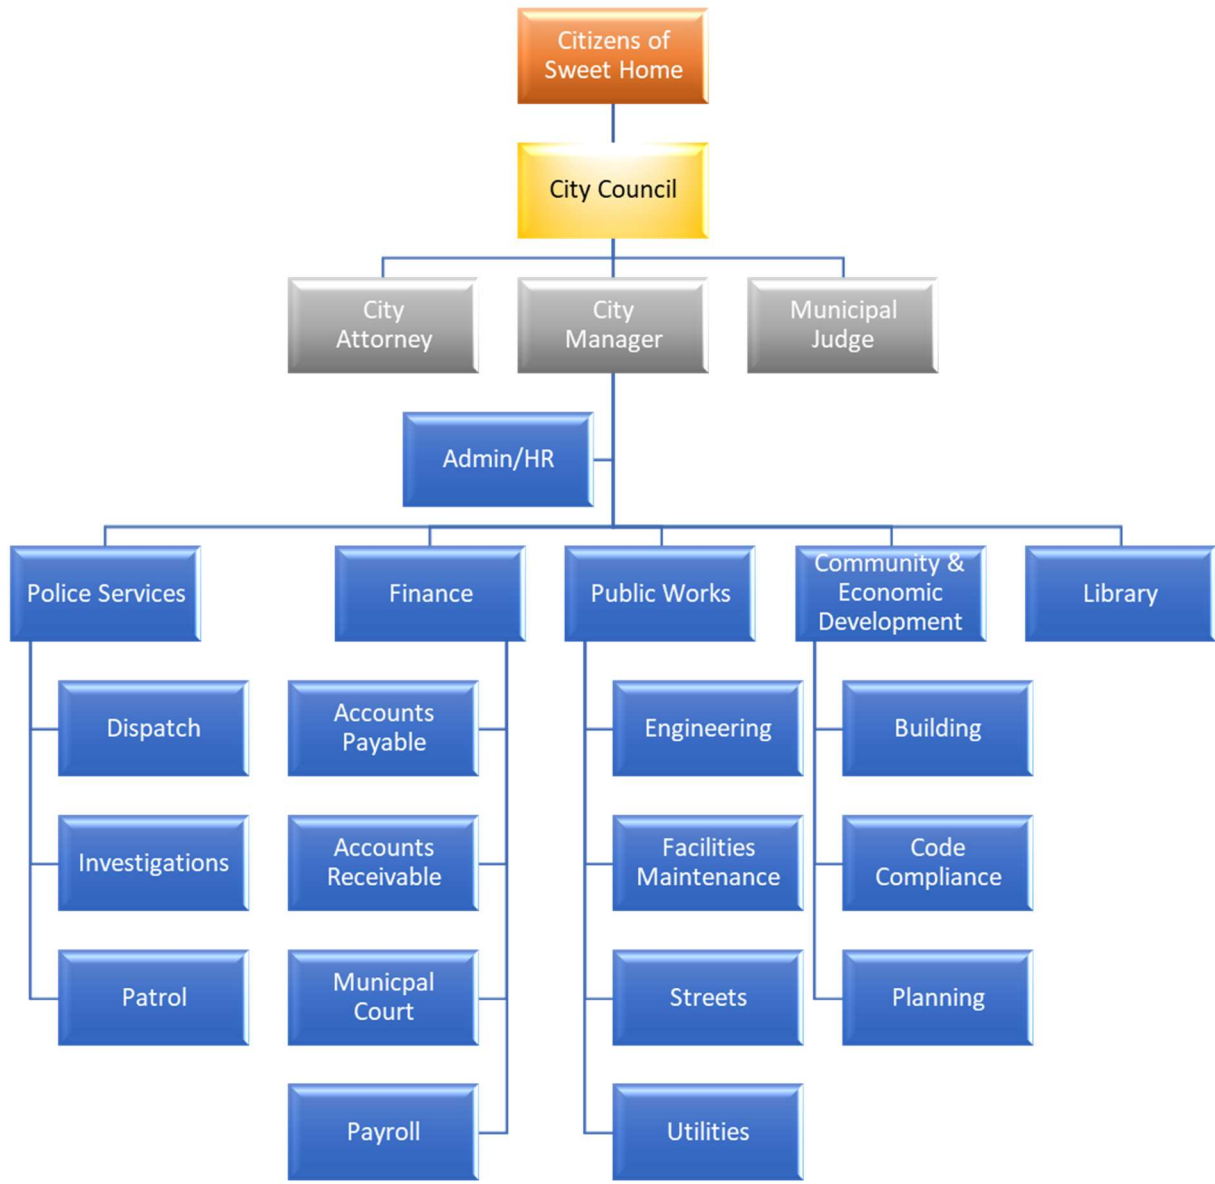 Citizens of
Sweet Home
City Council
City
Attorney
City
Manager
Municipal
Judge
Admin/HR
Police Services
Finance
Public Works
Community &
Economic
Development
Library
Dispatch
Accounts
Payable
Engineering
Building
Investigations
Accounts
Receivable
Facilities
Maintenance
Code
Compliance
Patrol
Municpal
Court
Streets
Planning
Payroll
Utilities